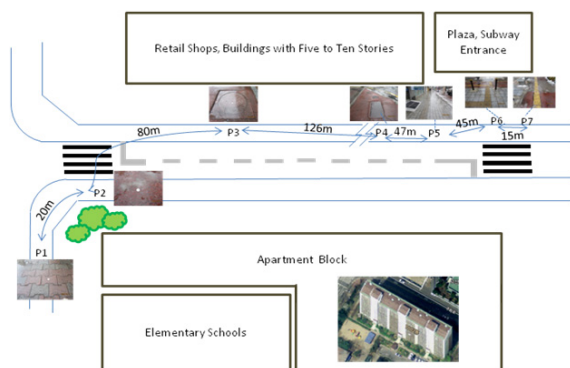 Retail Shops, Buildings with Five to Ten Stories
Plaza, Subway
Entrance
80m
P3
126m
P4
47m
P5
45m
P6
P7
15m
P2
20m
P1
Apartment Block
Elementary Schools